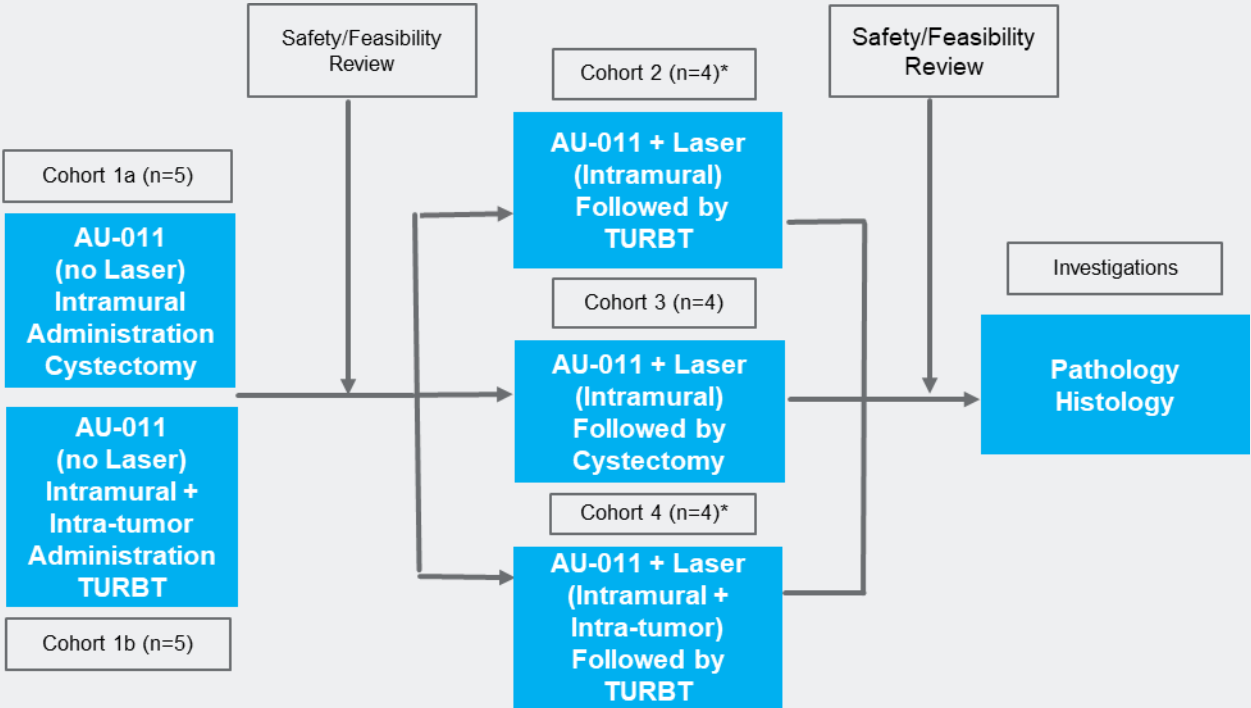 Safety/Feasibility
Review
Cohort 1a (n=5)
AU-011
(no Laser)
Intramural
Administration
Cystectomy
AU-011
(no Laser)
Intramural +
Intra-tumor
Administration
TURBT
Cohort 1b (n=5)
Cohort 2 (n=4)*
AU-011 + Laser
(Intramural)
Followed by
TURBT
Cohort 3 (n=4)
AU-011 + Laser
(Intramural)
Followed by
Cystectomy
Cohort 4 (n=4)*
AU-011 + Laser
(Intramural +
Intra-tumor)
Followed by
TURBT
Safety/Feasibility
Review
Investigations
Pathology
Histology